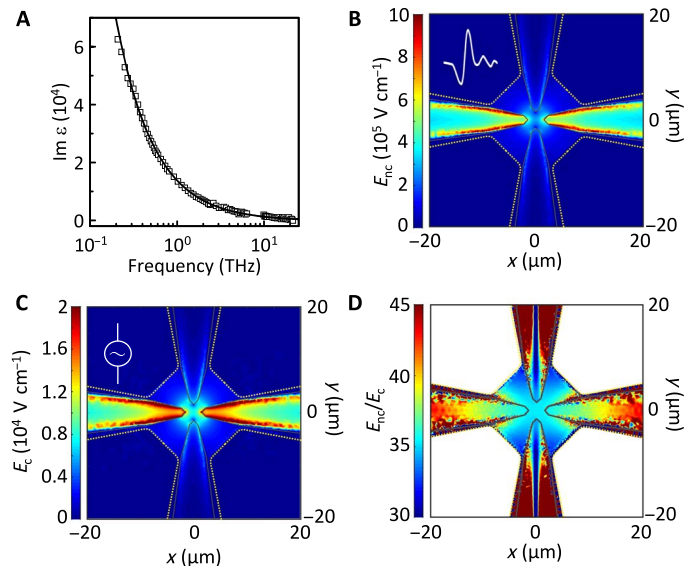 A
6
4
2
0
Im ε (10⁴)
10⁻¹ 10⁰ 10¹
Frequency (THz)
B
10
8
6
4
2
0
E_nc (10⁵ V cm⁻¹)
20
0
−20
y (μm)
−20 0 20
x (μm)
C
2
1.6
1.2
0.8
0.4
0
E_c (10⁴ V cm⁻¹)
20
0
−20
y (μm)
−20 0 20
x (μm)
D
45
40
35
30
E_nc/E_c
20
0
−20
y (μm)
−20 0 20
x (μm)